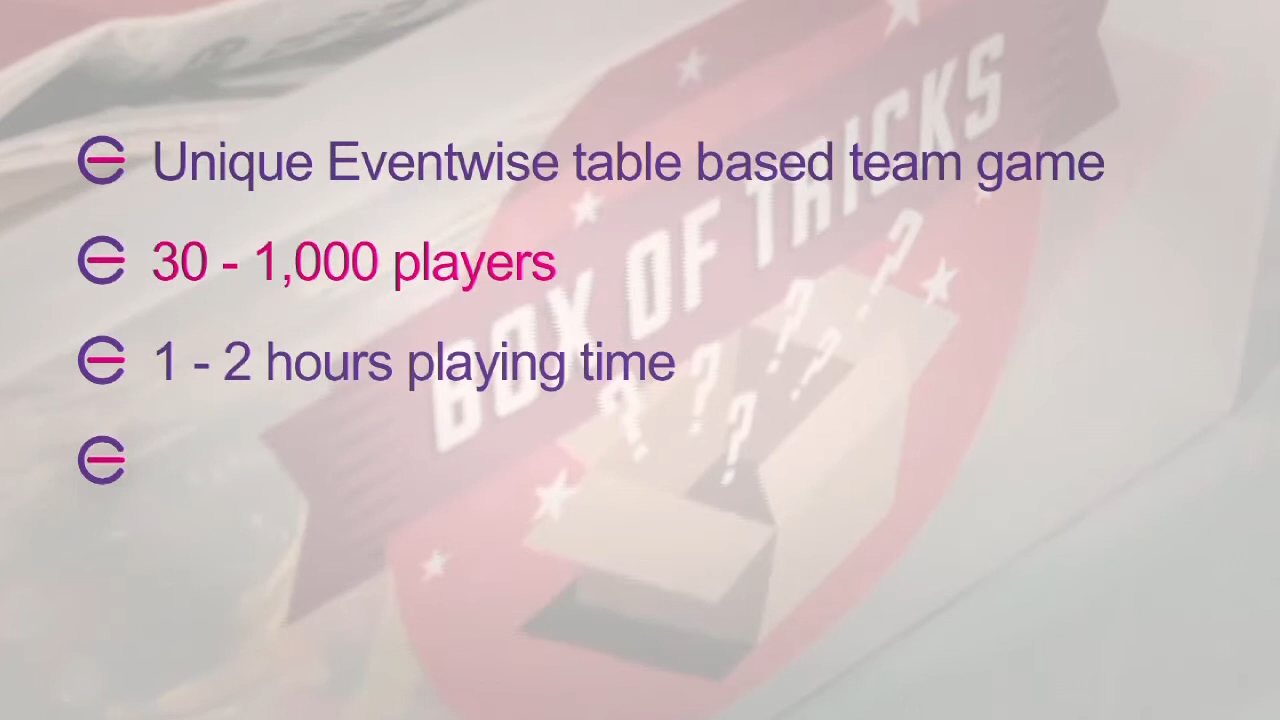 Unique Eventwise table based team game
30 - 1,000 players
1 - 2 hours playing time
BOX OF TRICKS
? ? ? ? ? ?